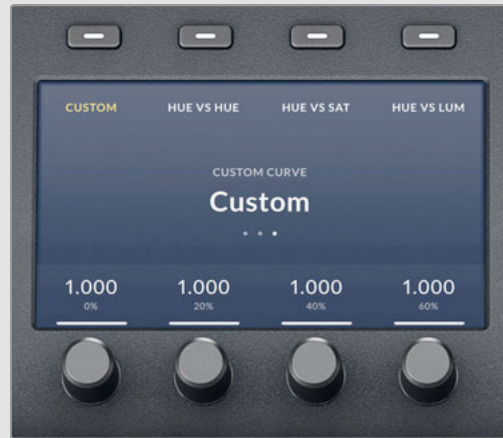 CUSTOM HUE VS HUE HUE VS SAT HUE VS LUM
CUSTOM CURVE
Custom
1.000 1.000 1.000 1.000
0% 20% 40% 60%